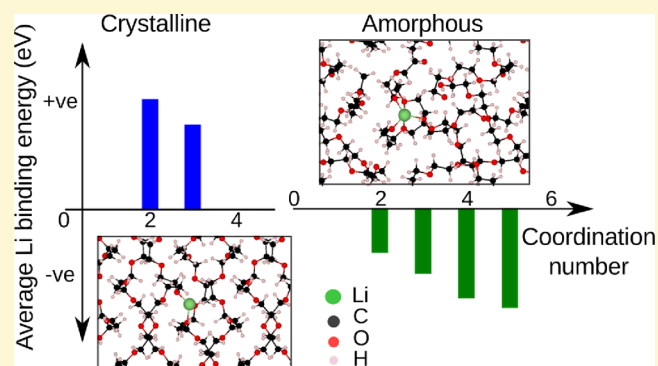 Crystalline
Amorphous
Average Li binding energy (eV)
+ve
0
2
4
-ve
0
2
4
6
Coordination
number
Li
C
O
H